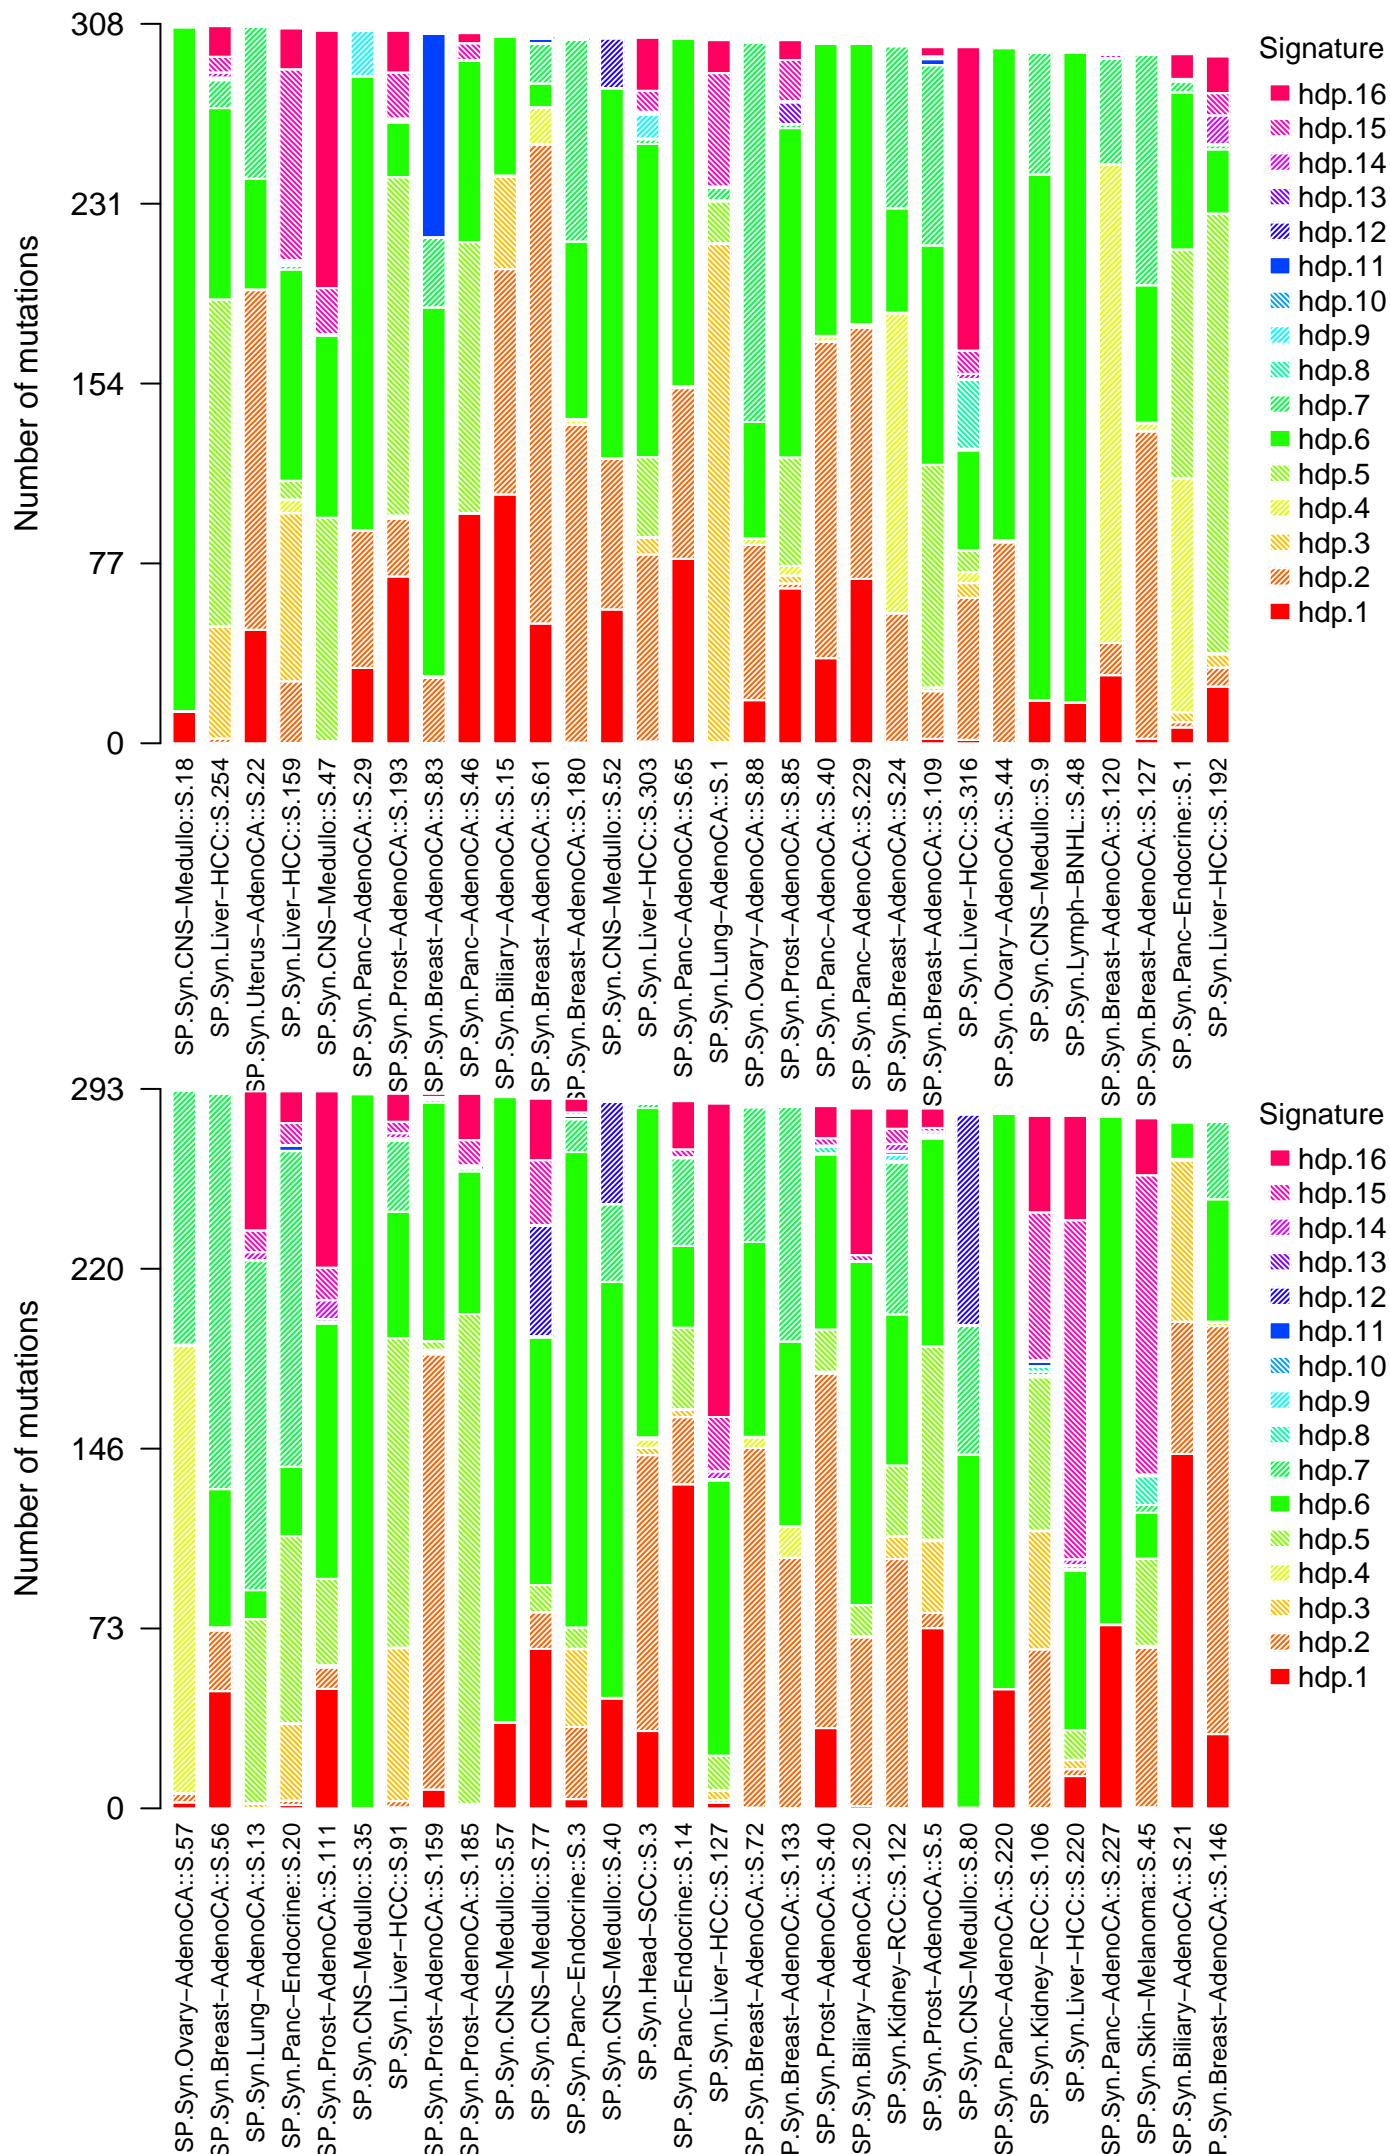 Number of mutations
308
231
154
77
0
Signature
hdp.16
hdp.15
hdp.14
hdp.13
hdp.12
hdp.11
hdp.10
hdp.9
hdp.8
hdp.7
hdp.6
hdp.5
hdp.4
hdp.3
hdp.2
hdp.1
SP.Syn.CNS−Medullo::S.18
SP.Syn.Liver−HCC::S.254
SP.Syn.Uterus−AdenoCA::S.22
SP.Syn.Liver−HCC::S.159
SP.Syn.CNS−Medullo::S.47
SP.Syn.Panc−AdenoCA::S.29
SP.Syn.Prost−AdenoCA::S.193
SP.Syn.Breast−AdenoCA::S.83
SP.Syn.Panc−AdenoCA::S.46
SP.Syn.Biliary−AdenoCA::S.15
SP.Syn.Breast−AdenoCA::S.61
SP.Syn.Breast−AdenoCA::S.180
SP.Syn.CNS−Medullo::S.52
SP.Syn.Liver−HCC::S.303
SP.Syn.Panc−AdenoCA::S.65
SP.Syn.Lung−AdenoCA::S.1
SP.Syn.Ovary−AdenoCA::S.88
SP.Syn.Prost−AdenoCA::S.85
SP.Syn.Panc−AdenoCA::S.40
SP.Syn.Panc−AdenoCA::S.229
SP.Syn.Breast−AdenoCA::S.24
SP.Syn.Breast−AdenoCA::S.109
SP.Syn.Liver−HCC::S.316
SP.Syn.Ovary−AdenoCA::S.44
SP.Syn.CNS−Medullo::S.9
SP.Syn.Lymph−BNHL::S.48
SP.Syn.Breast−AdenoCA::S.120
SP.Syn.Breast−AdenoCA::S.127
SP.Syn.Panc−Endocrine::S.1
SP.Syn.Liver−HCC::S.192
Number of mutations
293
220
146
73
0
Signature
hdp.16
hdp.15
hdp.14
hdp.13
hdp.12
hdp.11
hdp.10
hdp.9
hdp.8
hdp.7
hdp.6
hdp.5
hdp.4
hdp.3
hdp.2
hdp.1
SP.Syn.Ovary−AdenoCA::S.57
SP.Syn.Breast−AdenoCA::S.56
SP.Syn.Lung−AdenoCA::S.13
SP.Syn.Panc−Endocrine::S.20
SP.Syn.Prost−AdenoCA::S.111
SP.Syn.CNS−Medullo::S.35
SP.Syn.Liver−HCC::S.91
SP.Syn.Prost−AdenoCA::S.159
SP.Syn.Prost−AdenoCA::S.185
SP.Syn.CNS−Medullo::S.57
SP.Syn.CNS−Medullo::S.77
SP.Syn.Panc−Endocrine::S.3
SP.Syn.CNS−Medullo::S.40
SP.Syn.Head−SCC::S.3
SP.Syn.Panc−Endocrine::S.14
SP.Syn.Liver−HCC::S.127
SP.Syn.Breast−AdenoCA::S.72
SP.Syn.Breast−AdenoCA::S.133
SP.Syn.Prost−AdenoCA::S.40
SP.Syn.Biliary−AdenoCA::S.20
SP.Syn.Kidney−RCC::S.122
SP.Syn.Prost−AdenoCA::S.5
SP.Syn.CNS−Medullo::S.80
SP.Syn.Panc−AdenoCA::S.220
SP.Syn.Kidney−RCC::S.106
SP.Syn.Liver−HCC::S.220
SP.Syn.Panc−AdenoCA::S.227
SP.Syn.Skin−Melanoma::S.45
SP.Syn.Biliary−AdenoCA::S.21
P.Syn.Breast−AdenoCA::S.146